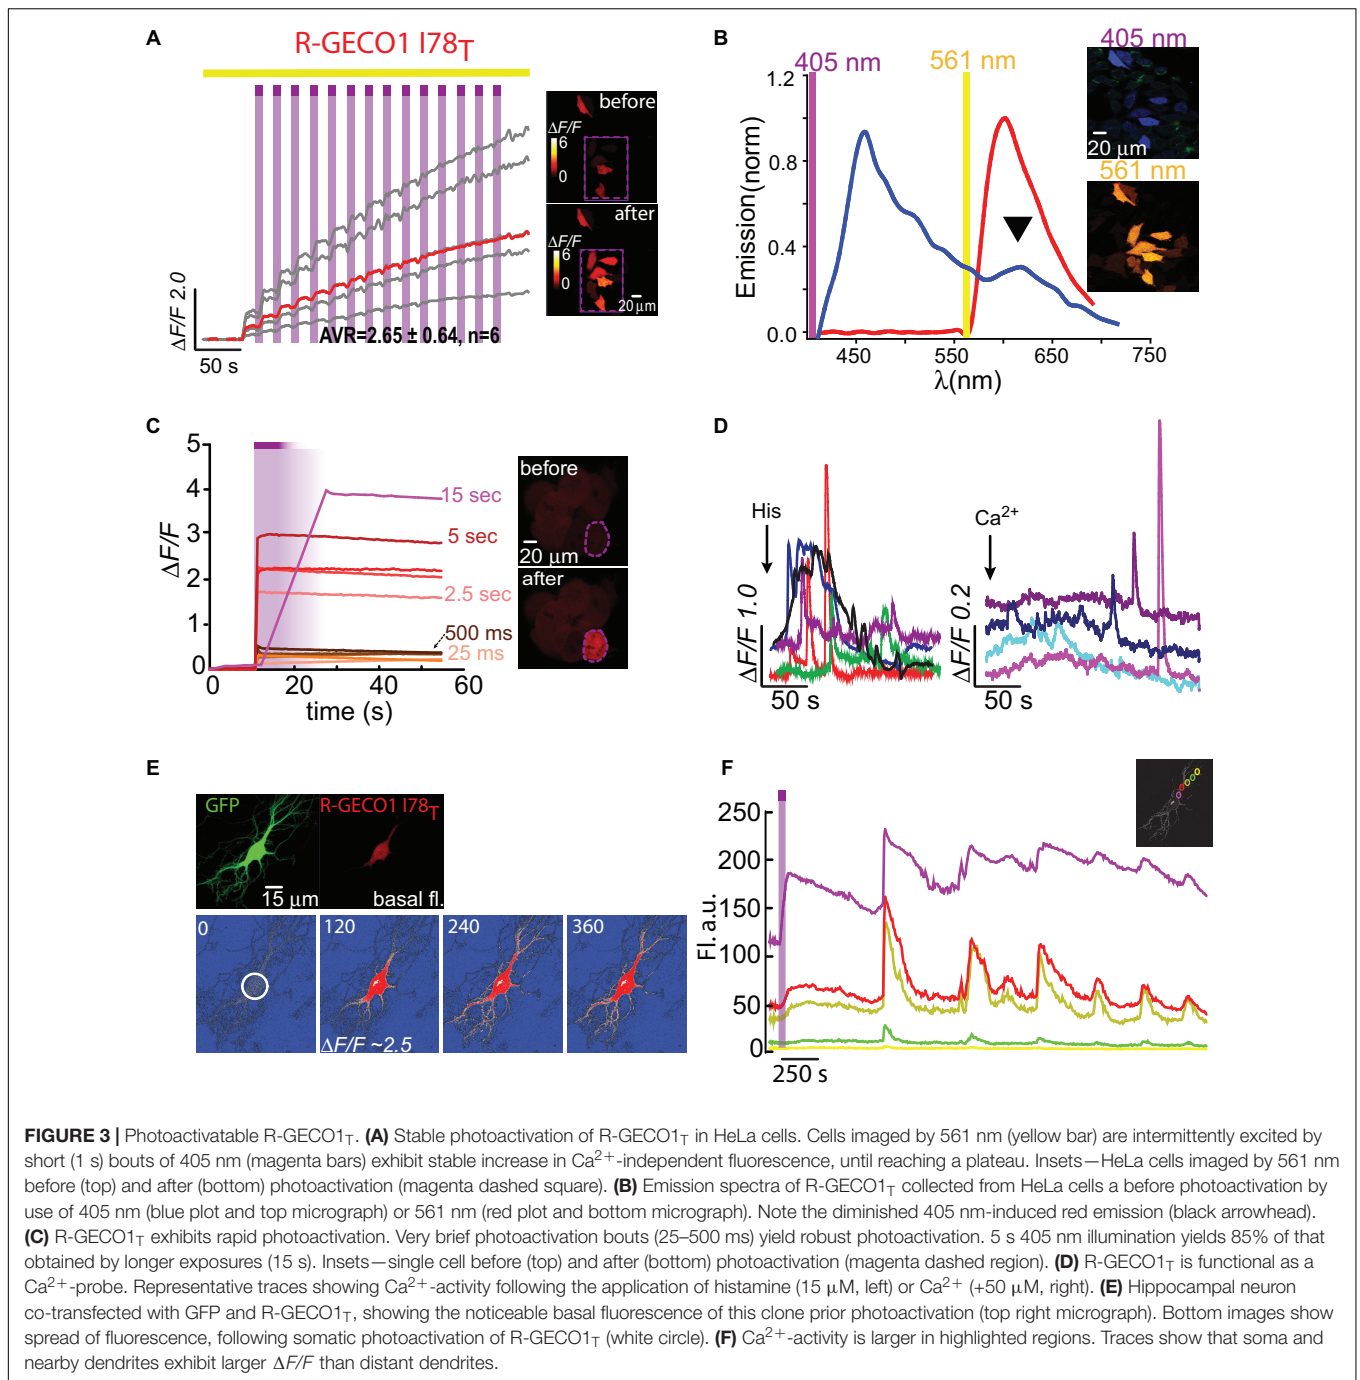 A
R-GECO1 I78T
ΔF/F 2.0
50 s
AVR=2.65 ± 0.64, n=6
before
ΔF/F
6
0
after
ΔF/F
6
0
20 μm
B
405 nm
561 nm
1.2
0.8
0.4
0.0
Emission(norm)
450
550
650
750
λ(nm)
405 nm
20 μm
561 nm
C
5
4
3
2
1
0
ΔF/F
0
20
40
60
time (s)
15 sec
5 sec
2.5 sec
500 ms
25 ms
before
20 μm
after
D
His
ΔF/F 1.0
50 s
Ca2+
ΔF/F 0.2
50 s
E
GFP
R-GECO1 I78T
15 μm
basal fl.
0
120
240
360
ΔF/F ~2.5
F
250
200
150
100
50
0
Fl. a.u.
250 s
FIGURE 3 | Photoactivatable R-GECO1T. (A) Stable photoactivation of R-GECO1T in HeLa cells. Cells imaged by 561 nm (yellow bar) are intermittently excited by
short (1 s) bouts of 405 nm (magenta bars) exhibit stable increase in Ca2+-independent fluorescence, until reaching a plateau. Insets—HeLa cells imaged by 561 nm
before (top) and after (bottom) photoactivation (magenta dashed square). (B) Emission spectra of R-GECO1T collected from HeLa cells a before photoactivation by
use of 405 nm (blue plot and top micrograph) or 561 nm (red plot and bottom micrograph). Note the diminished 405 nm-induced red emission (black arrowhead).
(C) R-GECO1T exhibits rapid photoactivation. Very brief photoactivation bouts (25–500 ms) yield robust photoactivation. 5 s 405 nm illumination yields 85% of that
obtained by longer exposures (15 s). Insets—single cell before (top) and after (bottom) photoactivation (magenta dashed region). (D) R-GECO1T is functional as a
Ca2+-probe. Representative traces showing Ca2+-activity following the application of histamine (15 μM, left) or Ca2+ (+50 μM, right). (E) Hippocampal neuron
co-transfected with GFP and R-GECO1T, showing the noticeable basal fluorescence of this clone prior photoactivation (top right micrograph). Bottom images show
spread of fluorescence, following somatic photoactivation of R-GECO1T (white circle). (F) Ca2+-activity is larger in highlighted regions. Traces show that soma and
nearby dendrites exhibit larger ΔF/F than distant dendrites.